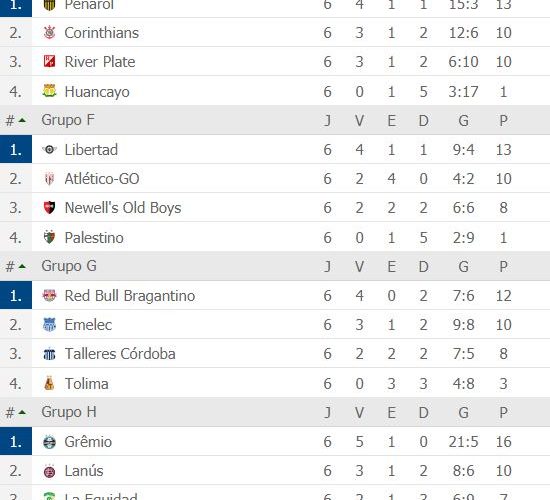 1. Peñarol 6 4 1 1 15:3 13
2. Corinthians 6 3 1 2 12:6 10
3. River Plate 6 3 1 2 6:10 10
4. Huancayo 6 0 1 5 3:17 1
# Grupo F J V E D G P
1. Libertad 6 4 1 1 9:4 13
2. Atlético-GO 6 2 4 0 4:2 10
3. Newell's Old Boys 6 2 2 2 6:6 8
4. Palestino 6 0 1 5 2:9 1
# Grupo G J V E D G P
1. Red Bull Bragantino 6 4 0 2 7:6 12
2. Emelec 6 3 1 2 9:8 10
3. Talleres Córdoba 6 2 2 2 7:5 8
4. Tolima 6 0 3 3 4:8 3
# Grupo H J V E D G P
1. Grêmio 6 5 1 0 21:5 16
2. Lanús 6 3 1 2 8:6 10
3. La Equidad 6 2 1 3 6:9 7